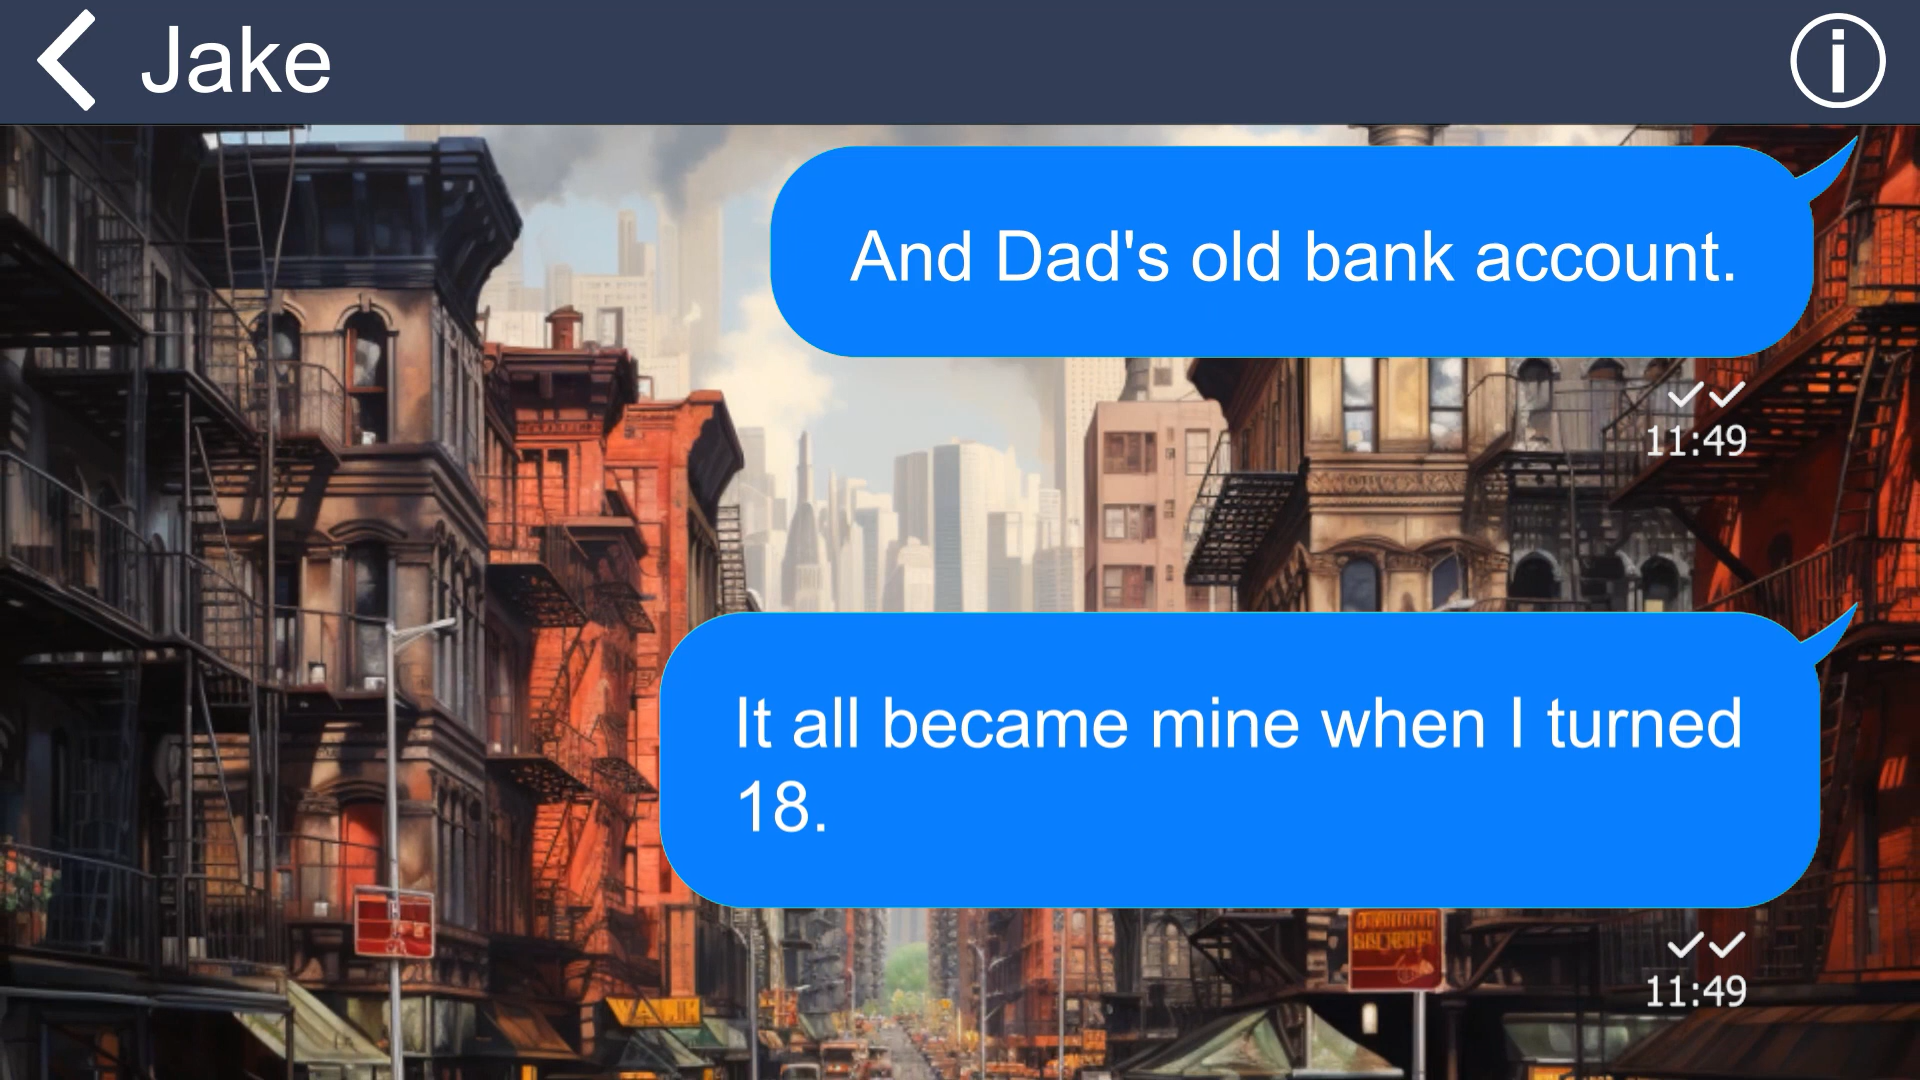 Jake
And Dad's old bank account.
11:49
It all became mine when I turned
18.
11:49